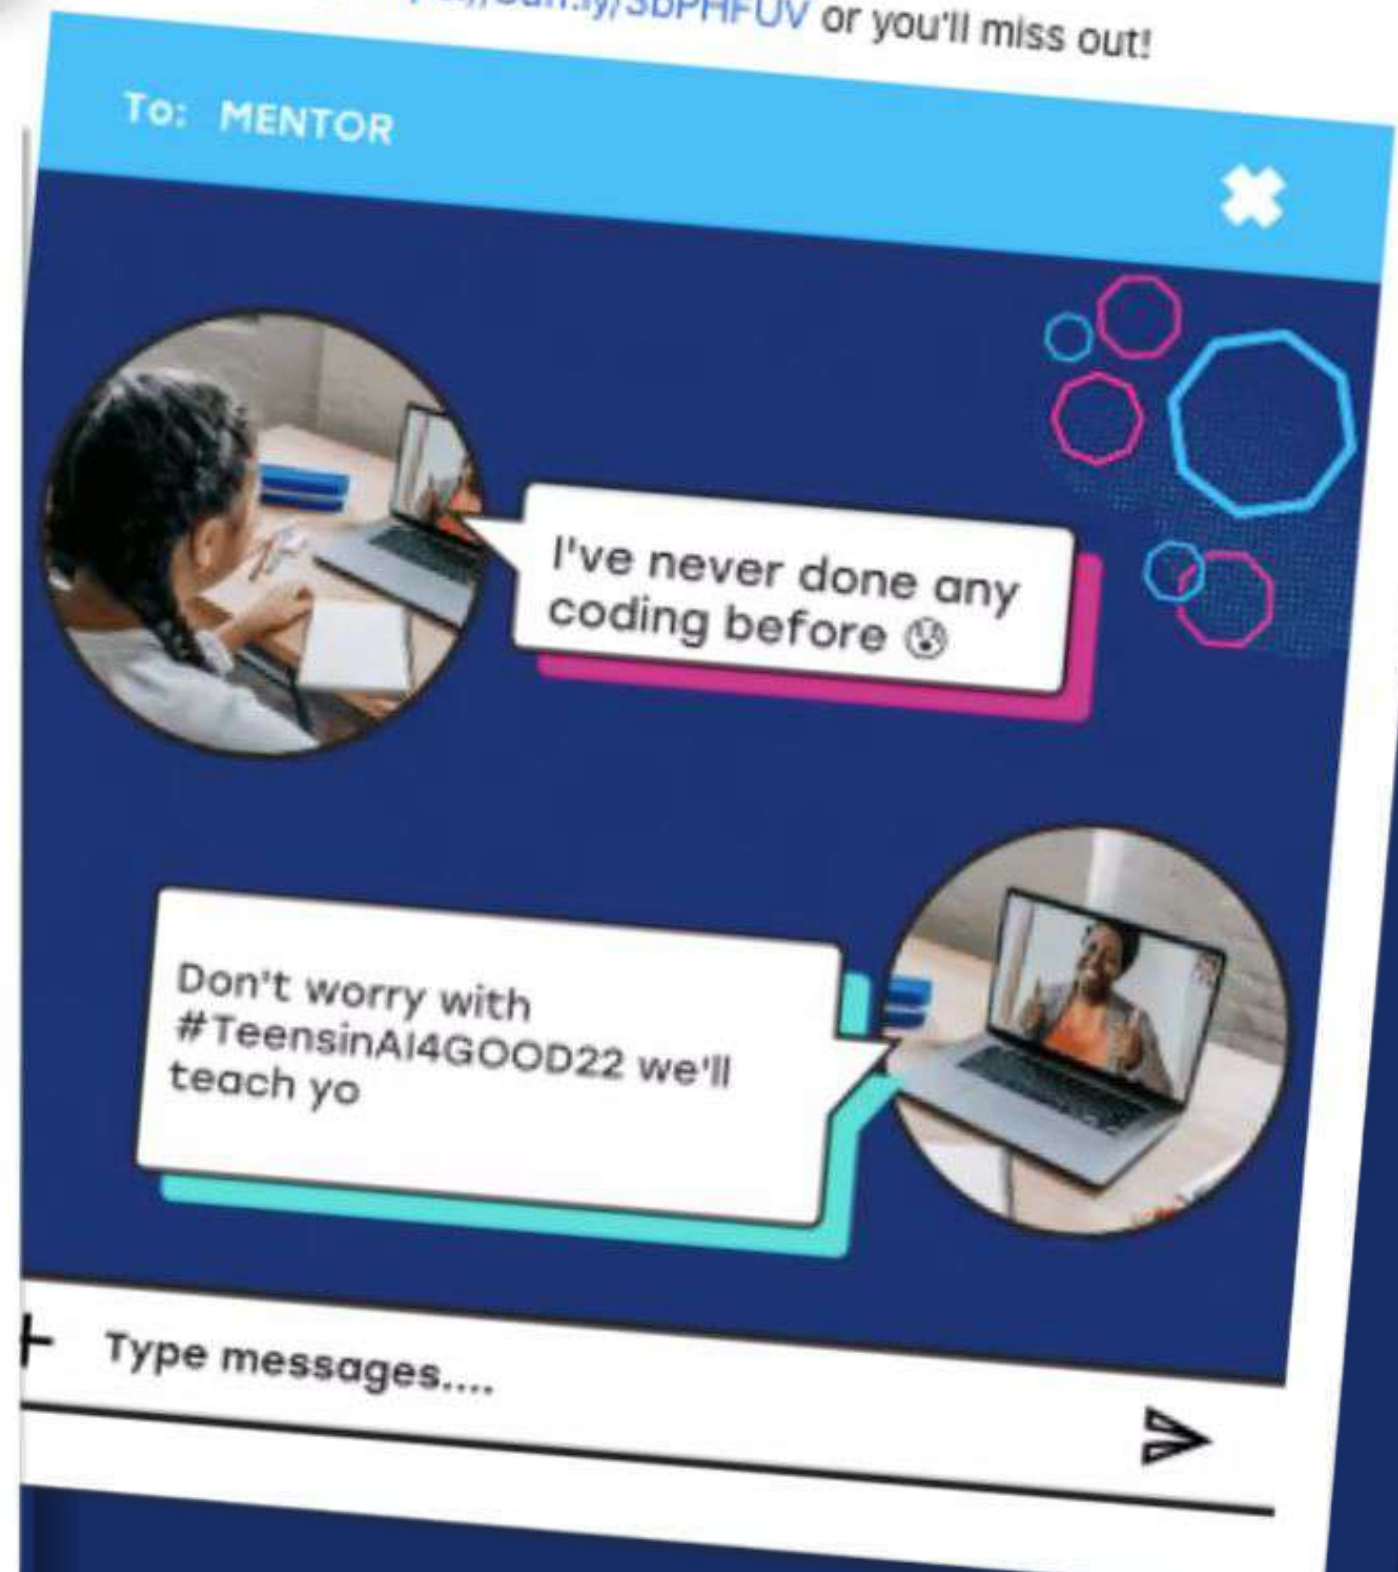 or you'll miss out!
To: MENTOR
I've never done any
coding before 😰
Don't worry with
#TeensinAI4GOOD22 we'll
teach yo
Type messages....